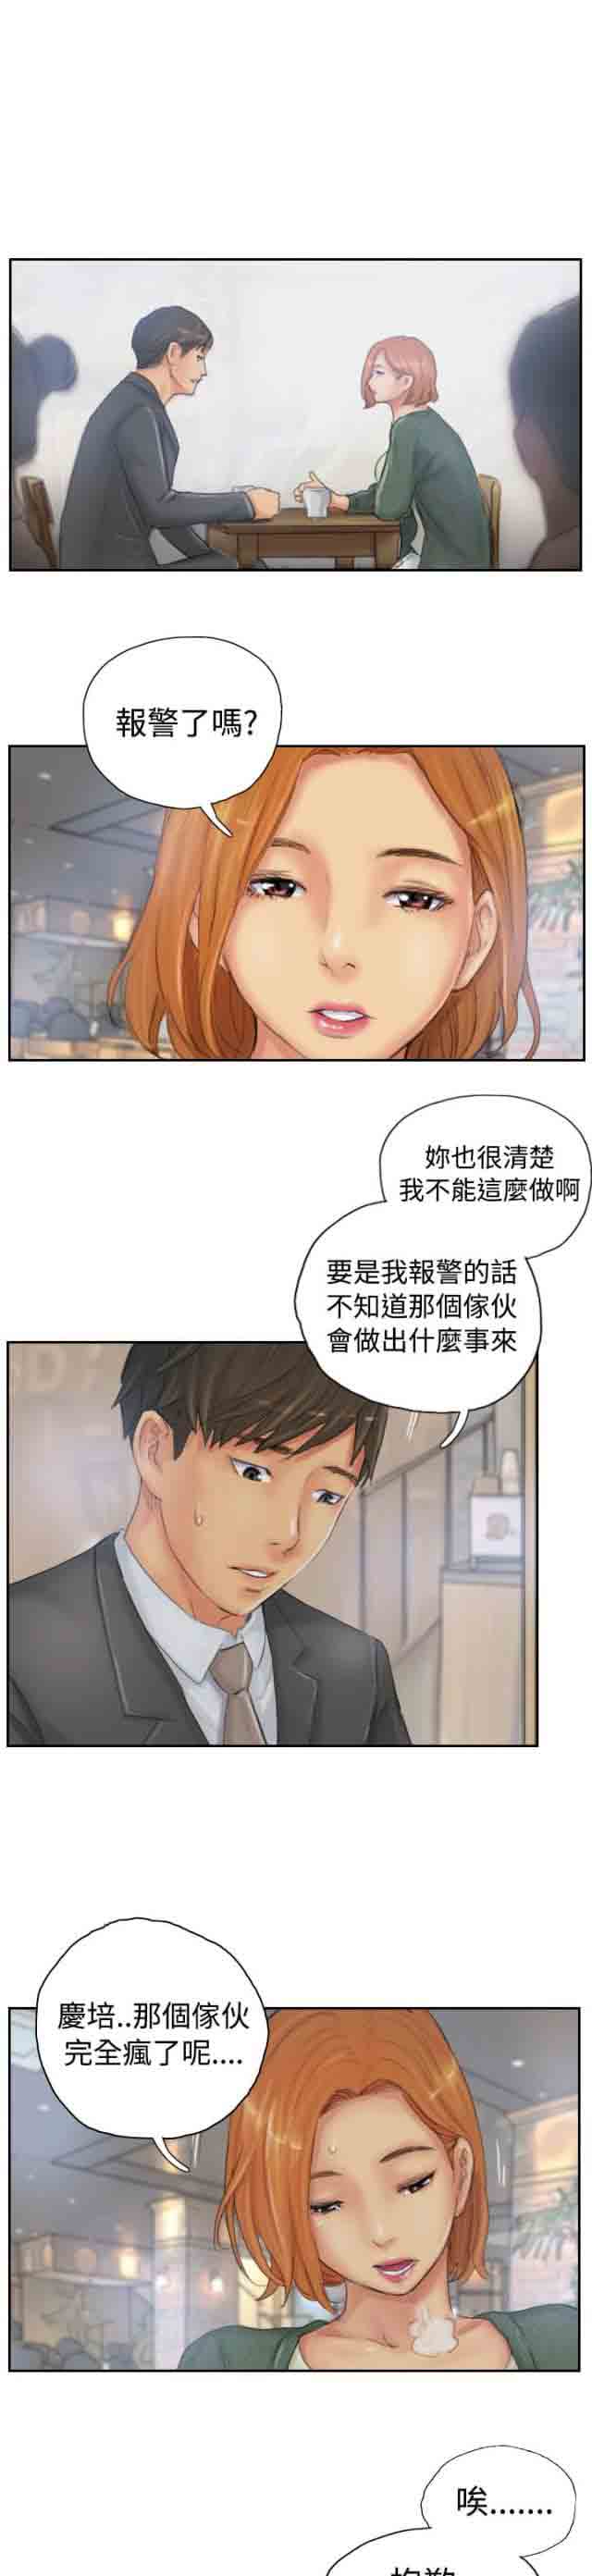 報警了嗎?
妳也很清楚
我不能這麼做啊
要是我報警的話
不知道那個傢伙
會做出什麼事來
慶培..那個傢伙
完全瘋了呢....
唉.......